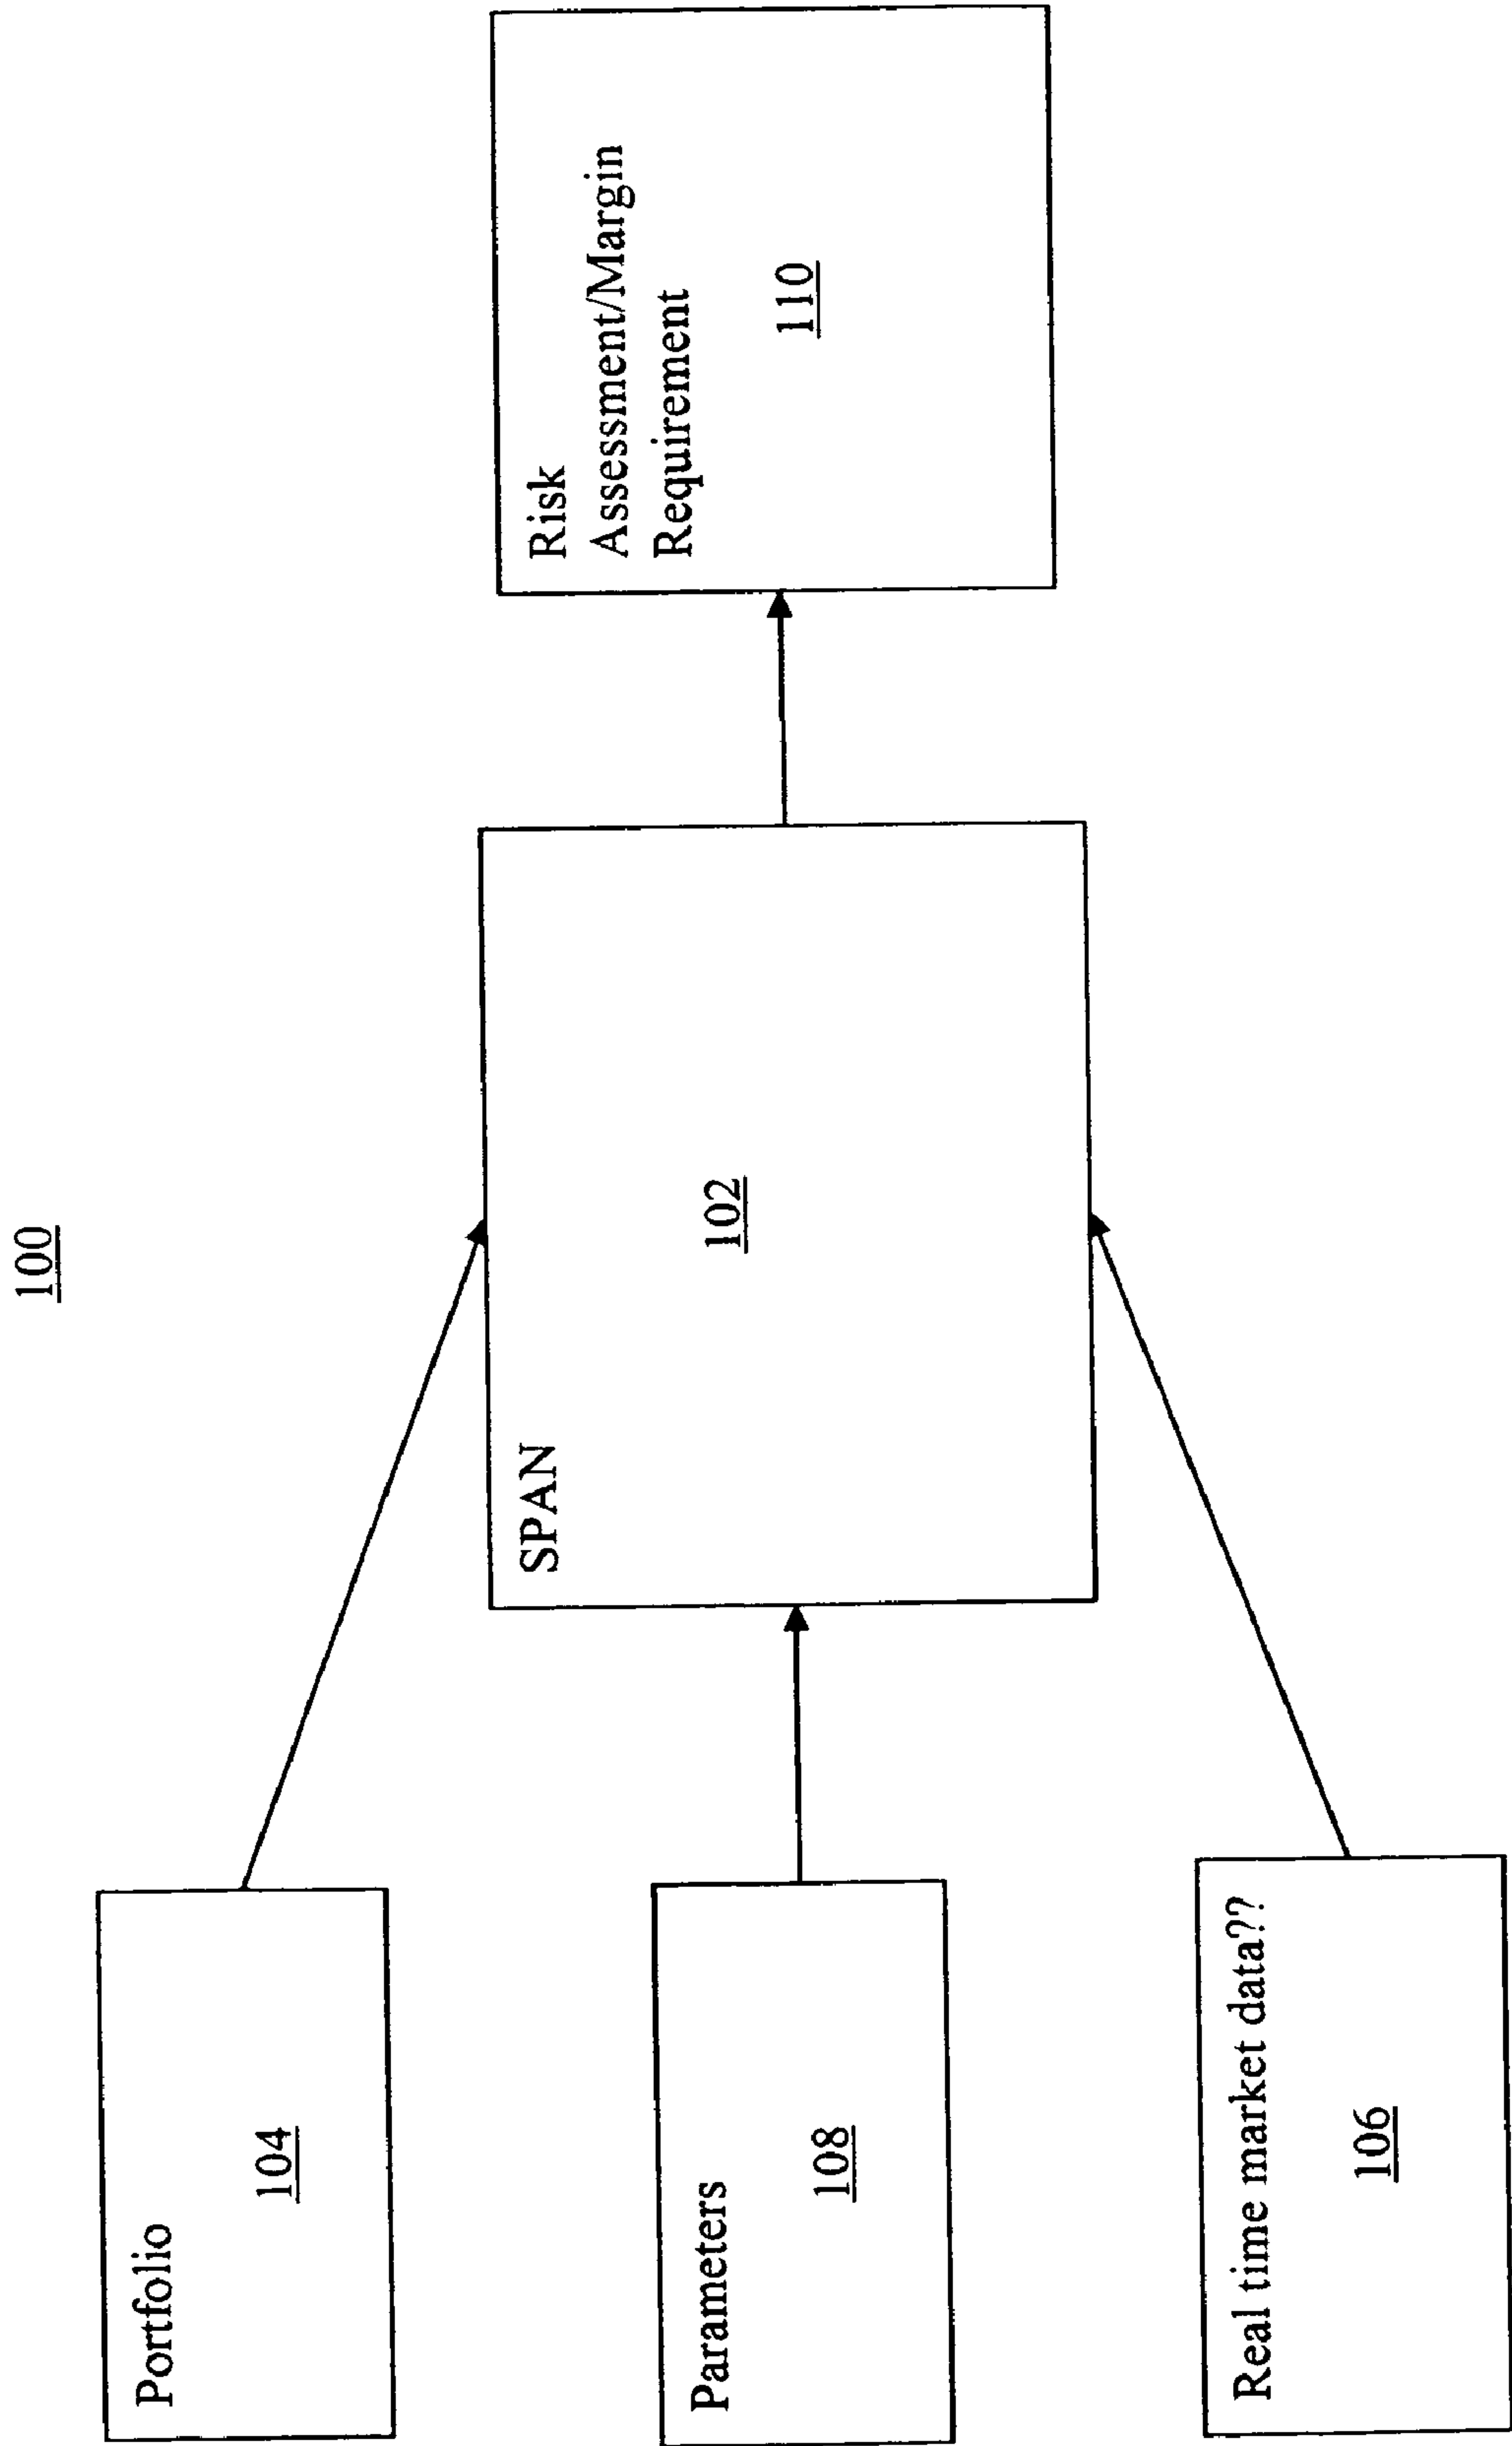 100
Portfolio
104
Parameters
108
Real time market data??
106
SPAN
102
Risk
Assessment/Margin
Requirement
110